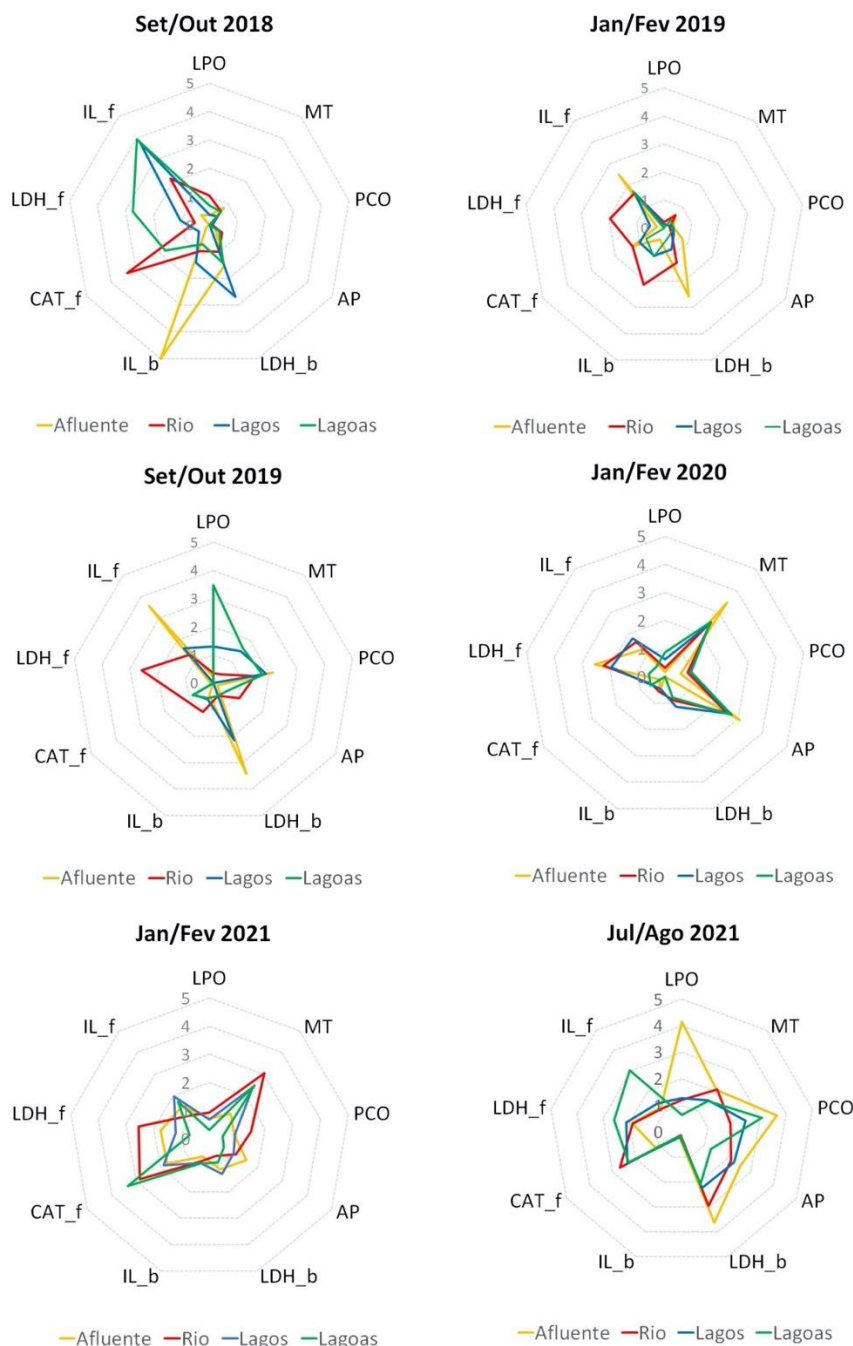 Set/Out 2018
LPO
MT
PCO
AP
LDH_b
IL_b
CAT_f
LDH_f
IL_f
5
4
3
2
1
0
Afluente Rio Lagos Lagoas
Jan/Fev 2019
LPO
MT
PCO
AP
LDH_b
IL_b
CAT_f
LDH_f
IL_f
5
4
3
2
1
0
Afluente Rio Lagos Lagoas
Set/Out 2019
LPO
MT
PCO
AP
LDH_b
IL_b
CAT_f
LDH_f
IL_f
5
4
3
2
1
0
Afluente Rio Lagos Lagoas
Jan/Fev 2020
LPO
MT
PCO
AP
LDH_b
IL_b
CAT_f
LDH_f
IL_f
5
4
3
2
1
0
Afluente Rio Lagos Lagoas
Jan/Fev 2021
LPO
MT
PCO
AP
LDH_b
IL_b
CAT_f
LDH_f
IL_f
5
4
3
2
1
0
Afluente Rio Lagos Lagoas
Jul/Ago 2021
LPO
MT
PCO
AP
LDH_b
IL_b
CAT_f
LDH_f
IL_f
5
4
3
2
1
0
Afluente Rio Lagos Lagoas